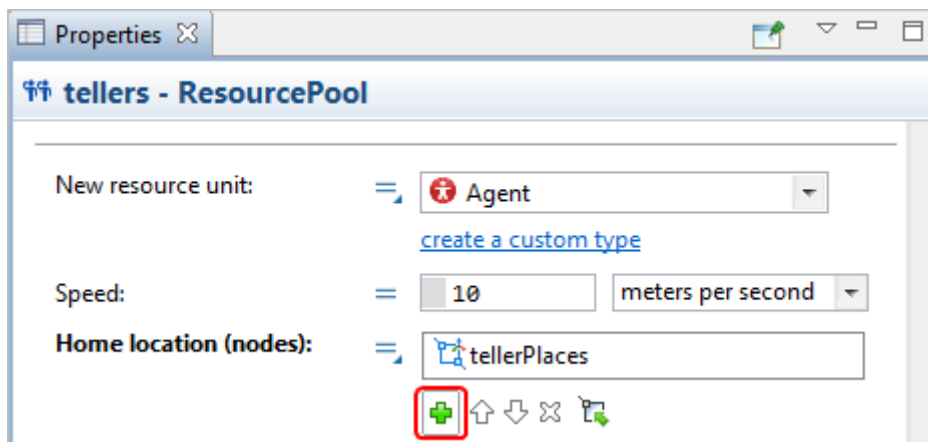 Properties
tellers - ResourcePool
New resource unit:
Agent
create a custom type
Speed:
10
meters per second
Home location (nodes):
tellerPlaces